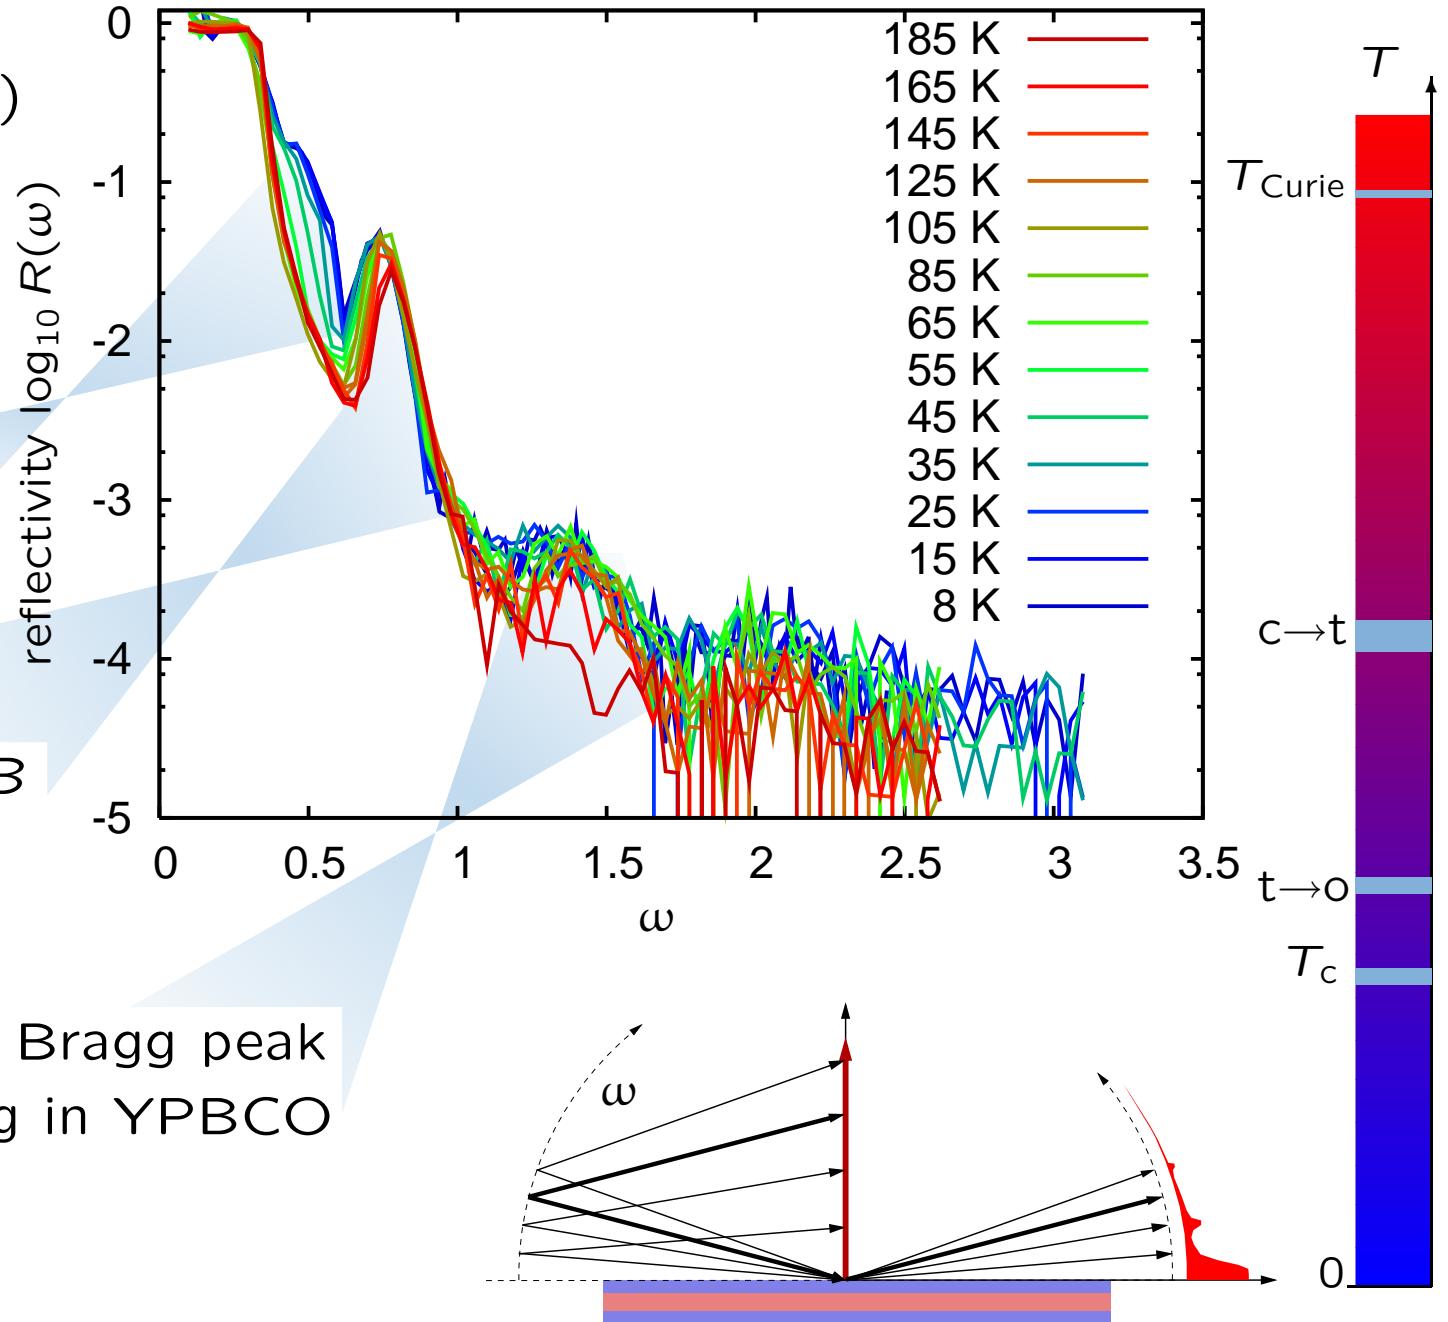 )
reflectivity log₁₀ R(ω)
0
-1
-2
-3
-4
-5
0 0.5 1 1.5 2 2.5 3 3.5
ω
185 K
165 K
145 K
125 K
105 K
85 K
65 K
55 K
45 K
35 K
25 K
15 K
8 K
T
T_Curie
c→t
t→o
T_c
0
B
Bragg peak
g in YPBCO
ω